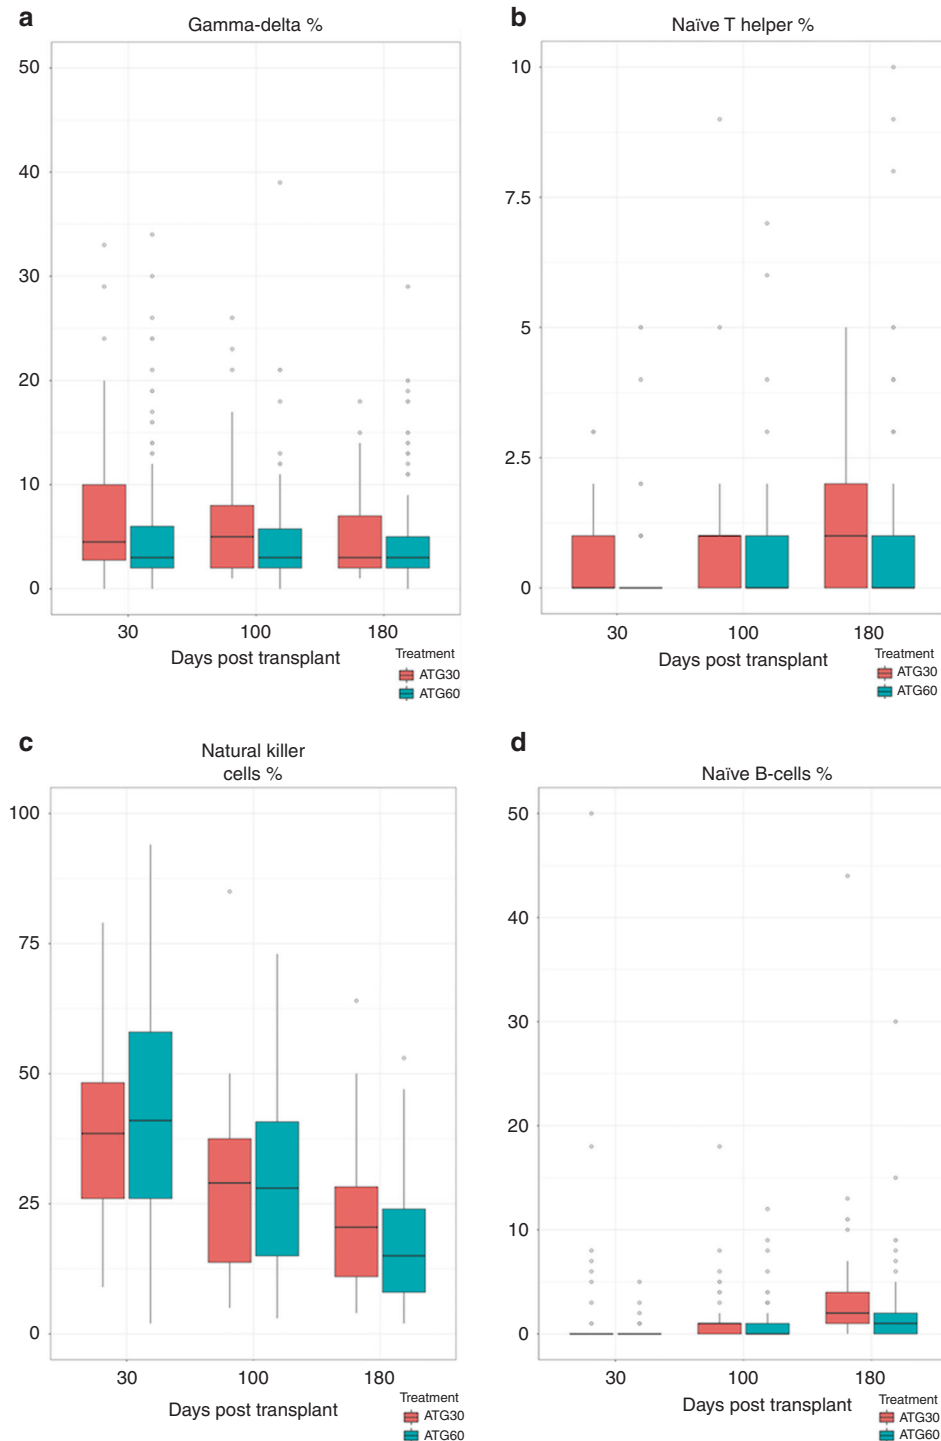 a
Gamma-delta %
50
40
30
20
10
0
30 100 180
Days post transplant
Treatment
ATG30
ATG60
b
Naïve T helper %
10
7.5
5
2.5
0
30 100 180
Days post transplant
Treatment
ATG30
ATG60
c
Natural killer
cells %
100
75
50
25
0
30 100 180
Days post transplant
Treatment
ATG30
ATG60
d
Naïve B-cells %
50
40
30
20
10
0
30 100 180
Days post transplant
Treatment
ATG30
ATG60